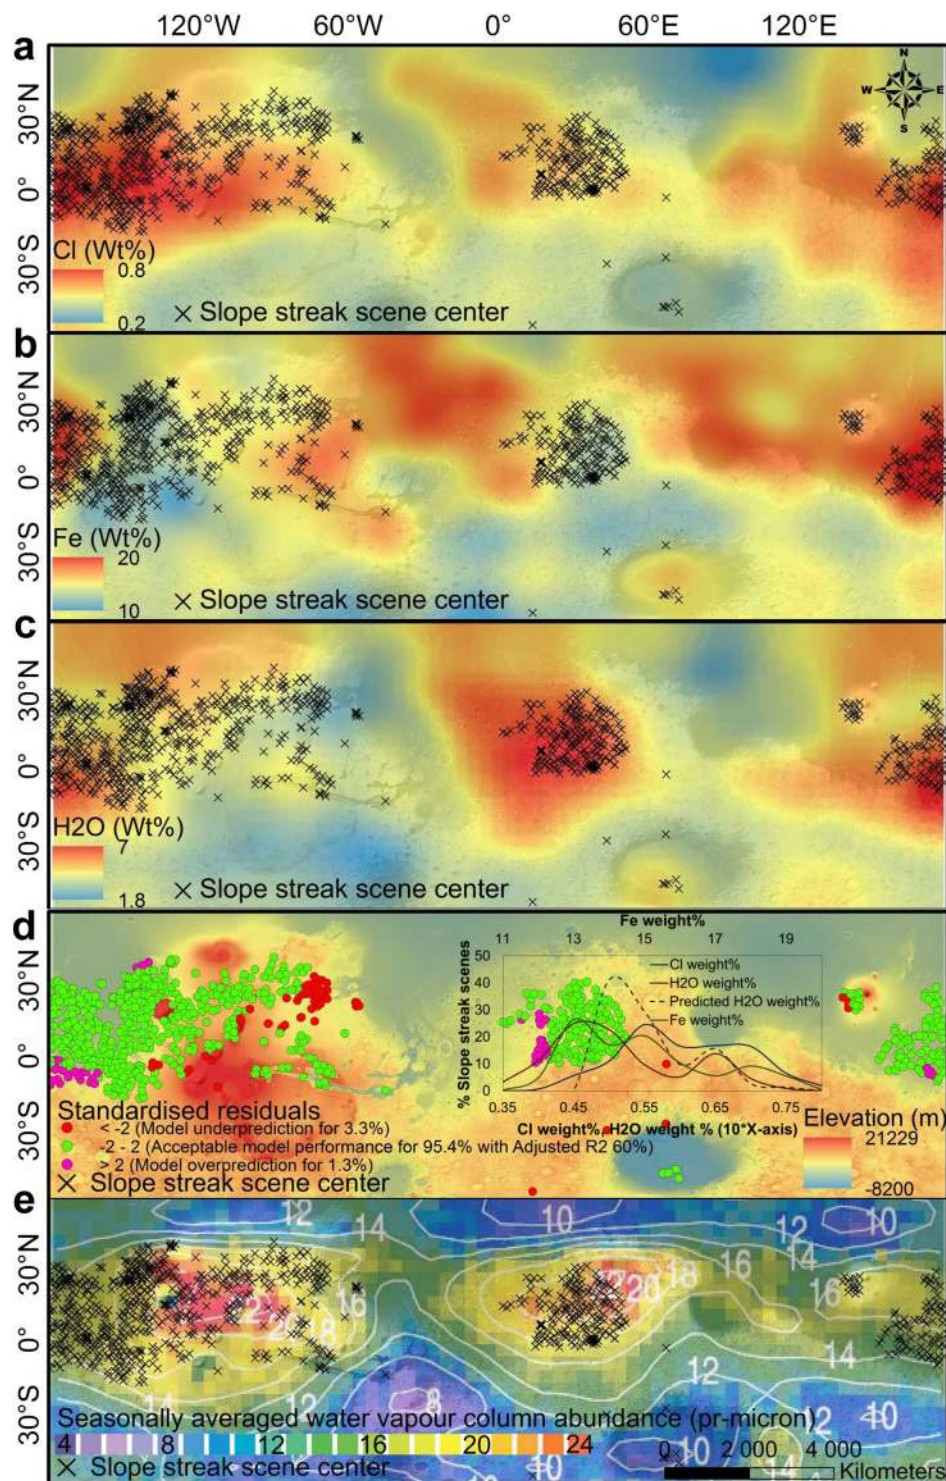 120°W 60°W 0° 60°E 120°E
a
N
W E
S
30°N
0°
30°S
Cl (Wt%)
0.8
0.2
× Slope streak scene center
b
30°N
0°
30°S
Fe (Wt%)
20
10
× Slope streak scene center
c
30°N
0°
30°S
H2O (Wt%)
7
1.8
× Slope streak scene center
d
Fe weight%
11 13 15 17 19
50
40
30
20
10
0
% Slope streak scenes
Cl weight%
H2O weight%
Predicted H2O weight%
Fe weight%
0.35 0.45 0.55 0.65 0.75
Cl weight%, H2O weight % (10*X-axis)
30°N
0°
30°S
Standardised residuals
< -2 (Model underprediction for 3.3%)
-2 - 2 (Acceptable model performance for 95.4% with Adjusted R2 60%)
> 2 (Model overprediction for 1.3%)
× Slope streak scene center
Elevation (m)
21229
-8200
e
12 10 12 10
14 14
16 18 16 16
20 20
18
12 14
12 8
10 10
14
30°N
0°
30°S
Seasonally averaged water vapour column abundance (pr-micron)
4 8 12 16 20 24
× Slope streak scene center
0 2 000 4 000
Kilometers